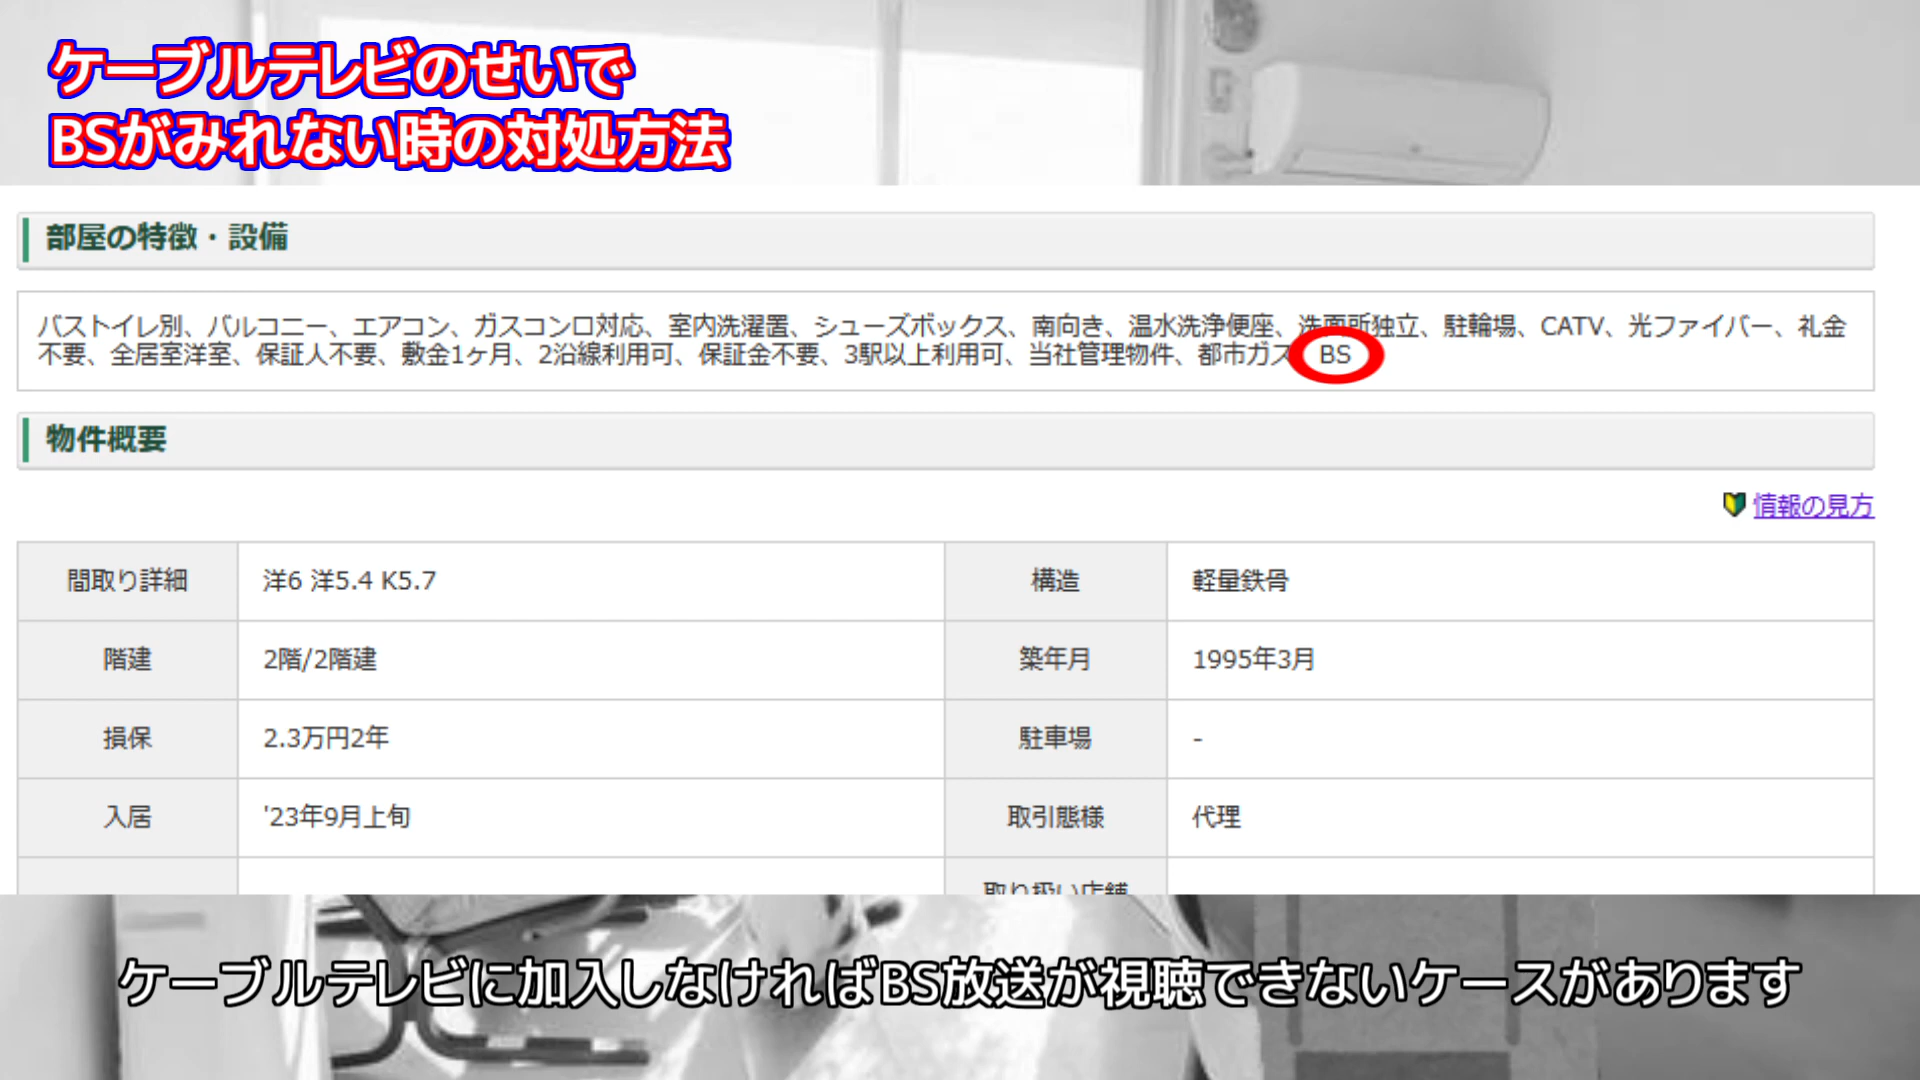 ケーブルテレビのせいで
BSがみれない時の対処方法
部屋の特徴・設備
バストイレ別、バルコニー、エアコン、ガスコンロ対応、室内洗濯置、シューズボックス、南向き、温水洗浄便座、洗面所独立、駐輪場、CATV、光ファイバー、礼金
不要、全居室洋室、保証人不要、敷金1ヶ月、2沿線利用可、保証金不要、3駅以上利用可、当社管理物件、都市ガス BS
物件概要
情報の見方
間取り詳細 洋6 洋5.4 K5.7 構造 軽量鉄骨
階建 2階/2階建 築年月 1995年3月
損保 2.3万円2年 駐車場 -
入居 '23年9月上旬 取引態様 代理
取り扱い店舗
ケーブルテレビに加入しなければBS放送が視聴できないケースがあります